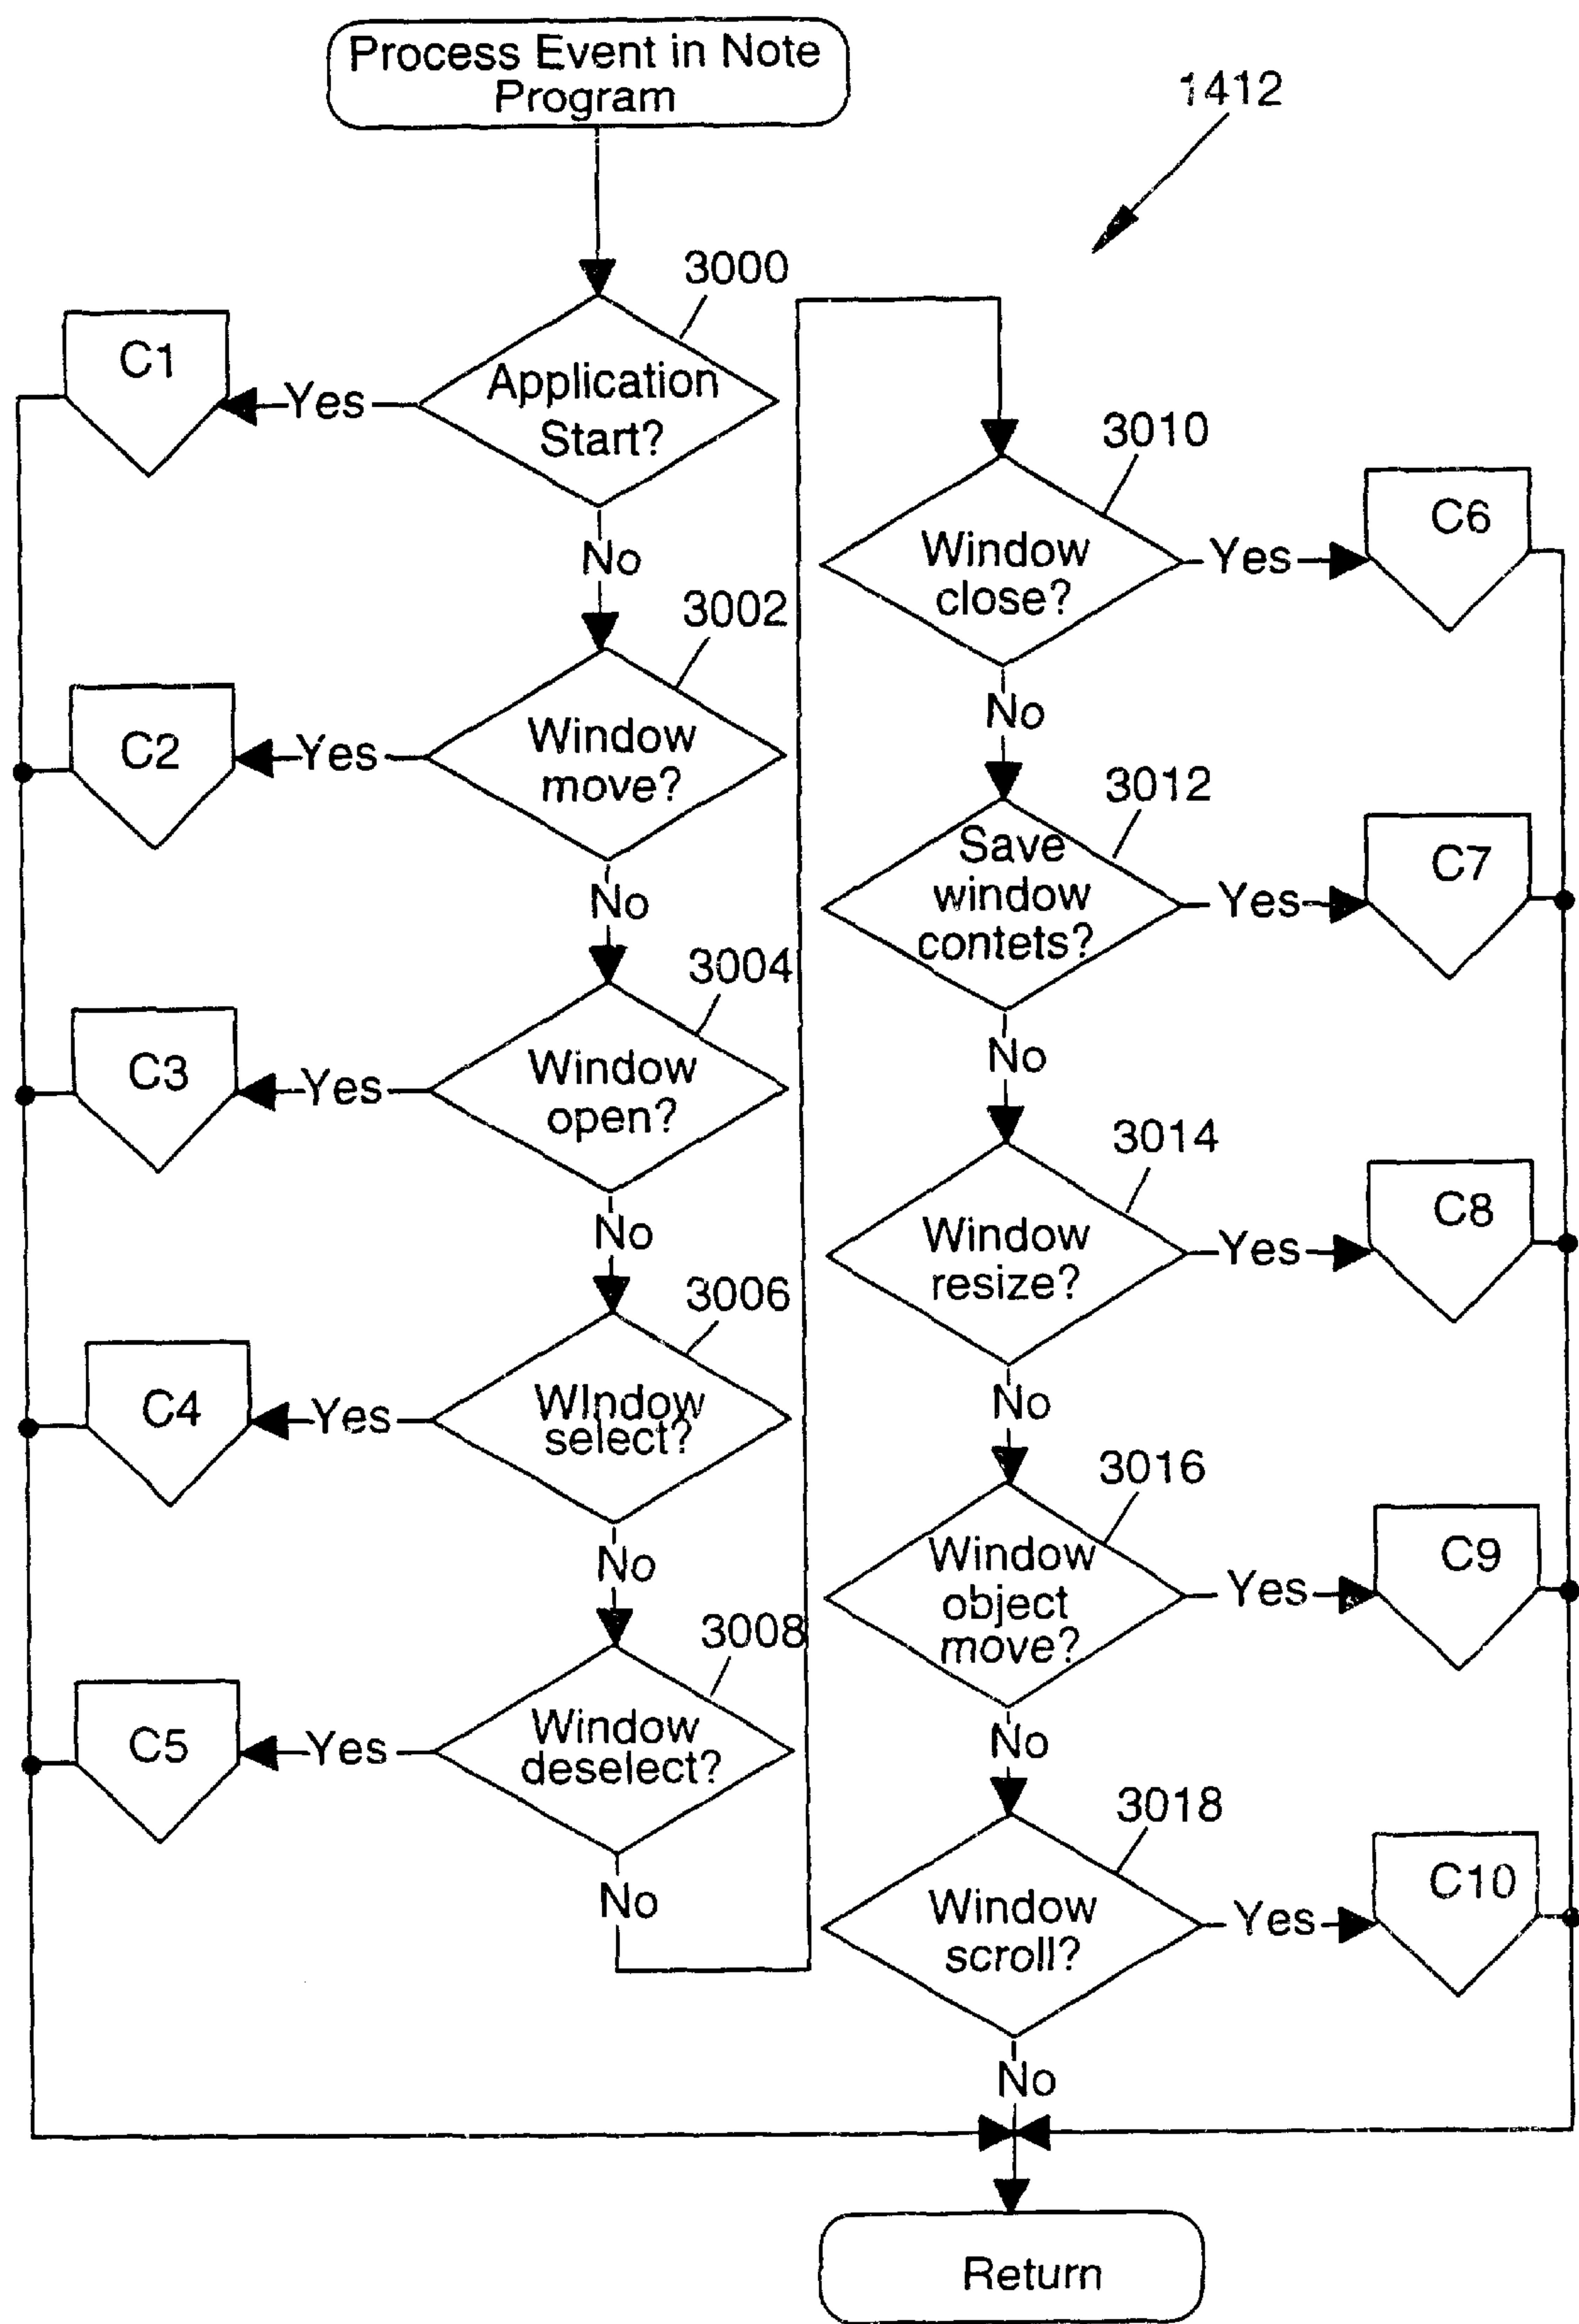 Process Event in Note
Program
1412
3000
Application
Start?
Yes
C1
No
3002
Window
move?
Yes
C2
No
3004
Window
open?
Yes
C3
No
3006
WIndow
select?
Yes
C4
No
3008
Window
deselect?
Yes
C5
No
3010
Window
close?
Yes
C6
No
3012
Save
window
contets?
Yes
C7
No
3014
Window
resize?
Yes
C8
No
3016
Window
object
move?
Yes
C9
No
3018
Window
scroll?
Yes
C10
No
Return